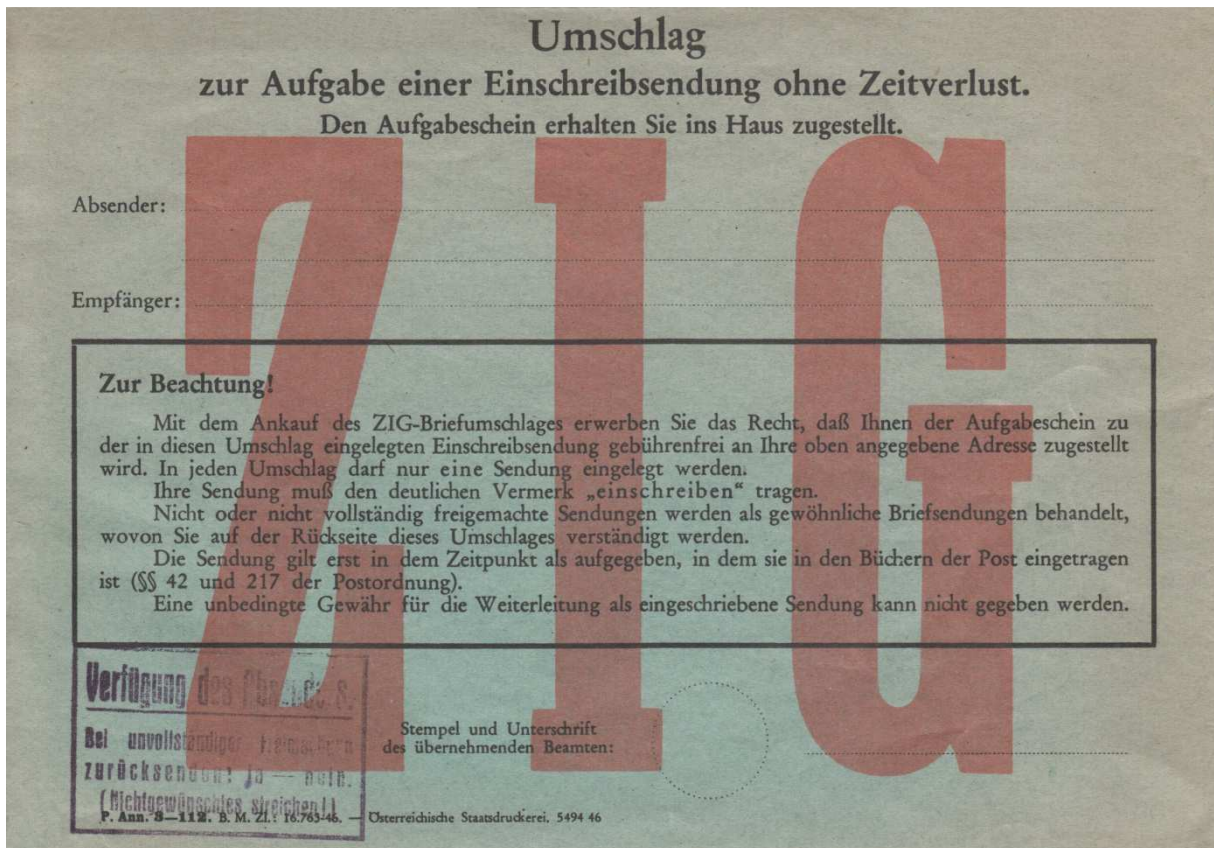 Umschlag
zur Aufgabe einer Einschreibsendung ohne Zeitverlust.
Den Aufgabeschein erhalten Sie ins Haus zugestellt.
ZIG
Absender:
Empfänger:
Zur Beachtung!
Mit dem Ankauf des ZIG-Briefumschlages erwerben Sie das Recht, daß Ihnen der Aufgabeschein zu
der in diesen Umschlag eingelegten Einschreibsendung gebührenfrei an Ihre oben angegebene Adresse zugestellt
wird. In jeden Umschlag darf nur eine Sendung eingelegt werden.
Ihre Sendung muß den deutlichen Vermerk „einschreiben“ tragen.
Nicht oder nicht vollständig freigemachte Sendungen werden als gewöhnliche Briefsendungen behandelt,
wovon Sie auf der Rückseite dieses Umschlages verständigt werden.
Die Sendung gilt erst in dem Zeitpunkt als aufgegeben, in dem sie in den Büchern der Post eingetragen
ist (§§ 42 und 217 der Postordnung).
Eine unbedingte Gewähr für die Weiterleitung als eingeschriebene Sendung kann nicht gegeben werden.
Verfügung des Absenders.
Bei unvollständiger
zurücksenden! ja — nein.
(Nichtgewünschtes streichen!)
Stempel und Unterschrift
des übernehmenden Beamten:
P. Ann. 8—112. B. M. Zl.: 16.763-46. — Österreichische Staatsdruckerei. 5494 46